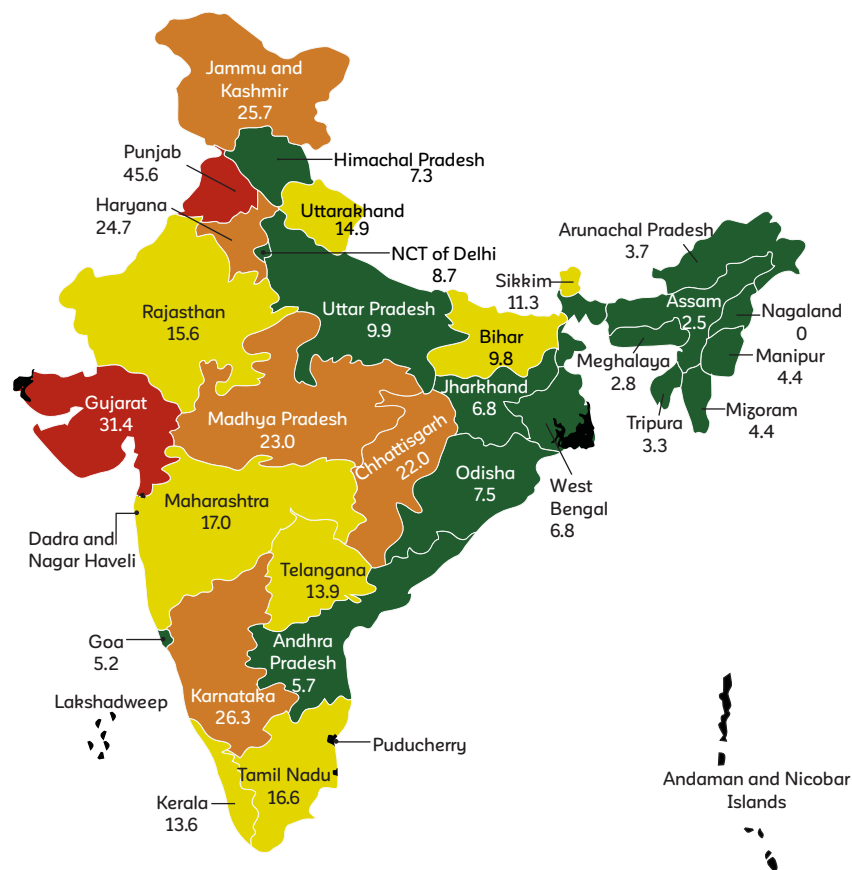 Jammu and
Kashmir
25.7
Punjab
45.6
Himachal Pradesh
7.3
Haryana
24.7
Uttarakhand
14.9
NCT of Delhi
8.7
Arunachal Pradesh
3.7
Sikkim
11.3
Assam
2.5
Nagaland
0
Rajasthan
15.6
Uttar Pradesh
9.9
Bihar
9.8
Meghalaya
2.8
Manipur
4.4
Gujarat
31.4
Madhya Pradesh
23.0
Chhattisgarh
22.0
Jharkhand
6.8
Tripura
3.3
Mizoram
4.4
Maharashtra
17.0
Odisha
7.5
West
Bengal
6.8
Dadra and
Nagar Haveli
Telangana
13.9
Goa
5.2
Andhra
Pradesh
5.7
Karnataka
26.3
Lakshadweep
Puducherry
Tamil Nadu
16.6
Kerala
13.6
Andaman and Nicobar
Islands